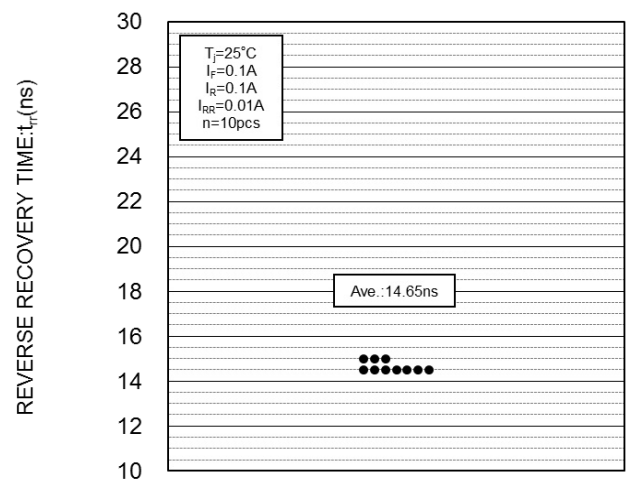 REVERSE RECOVERY TIME:trr(ns)
30
28
26
24
22
20
18
16
14
12
10
Tj=25°C
IF=0.1A
IR=0.1A
IRR=0.01A
n=10pcs
Ave.:14.65ns